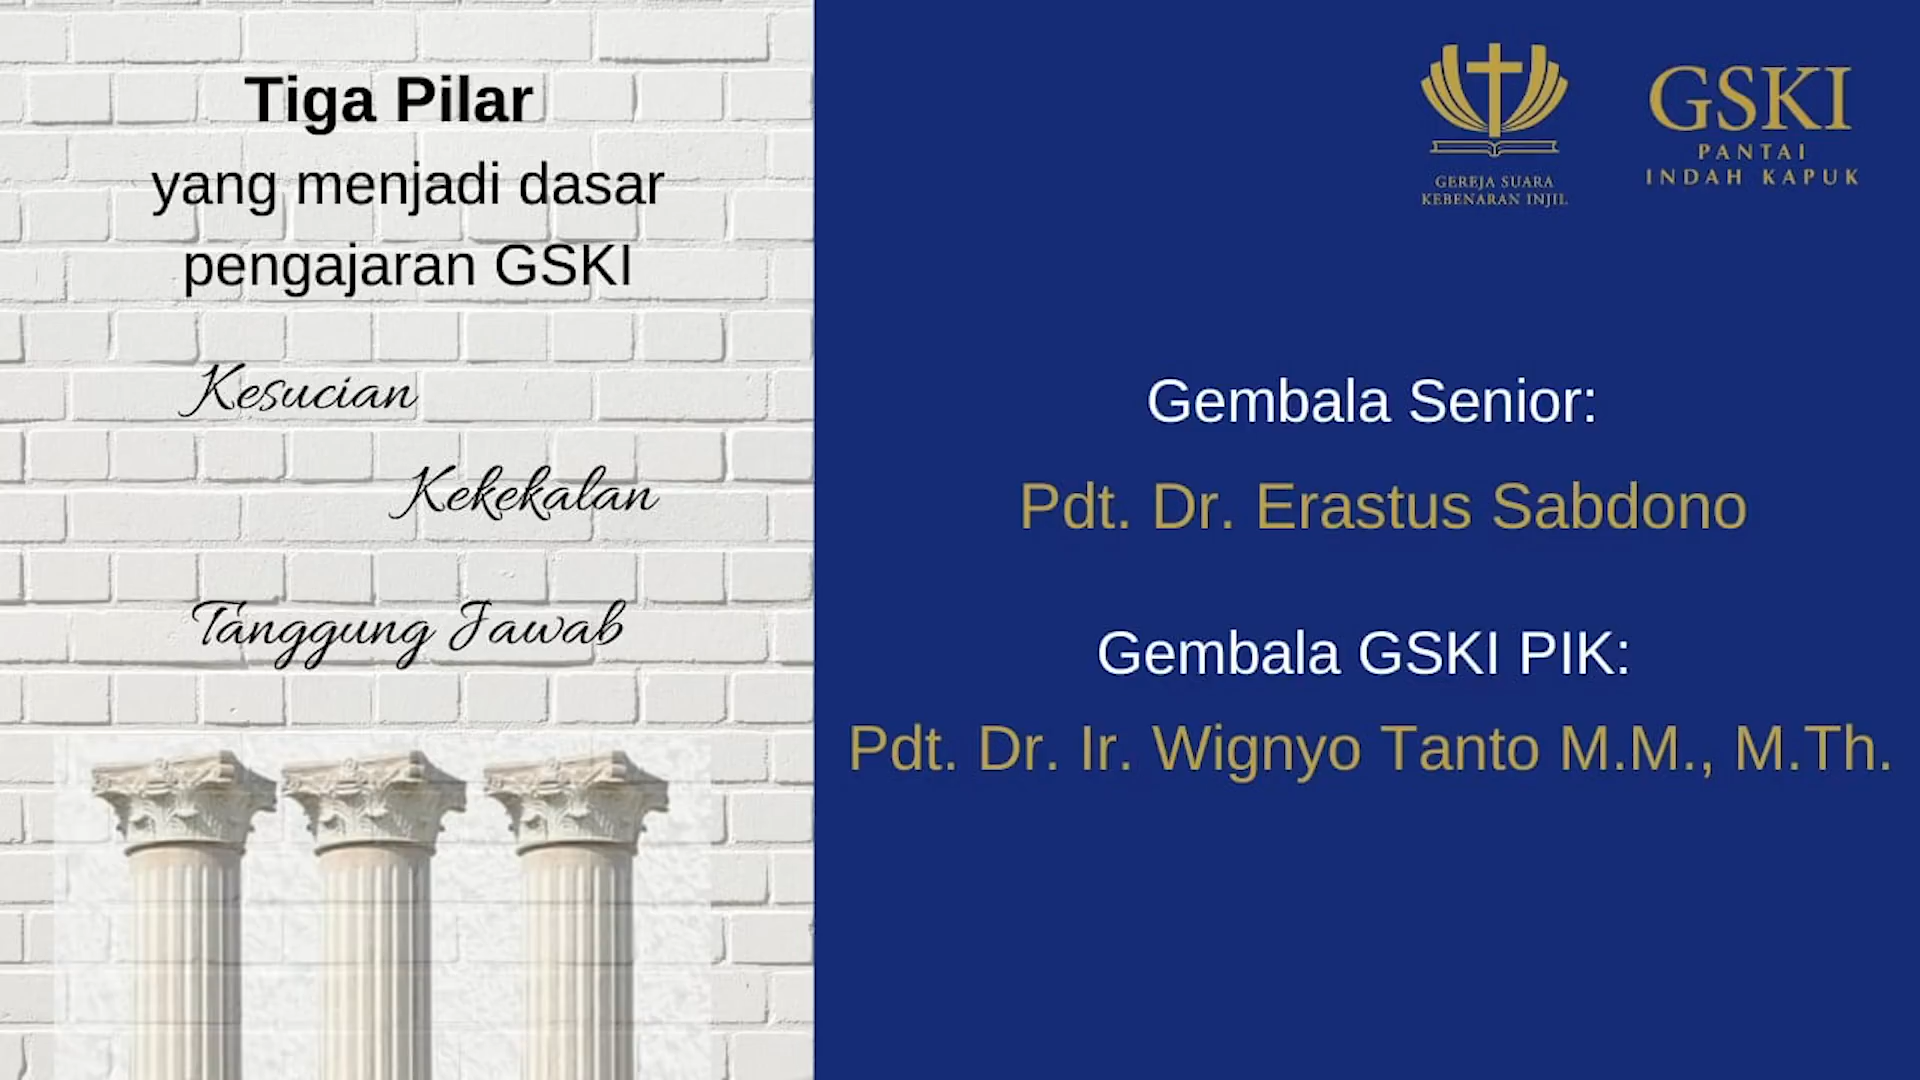 Tiga Pilar
yang menjadi dasar
pengajaran GSKI
Kesucian
Kekekalan
Tanggung Jawab
GEREJA SUARA
KEBENARAN INJIL
GSKI
PANTAI
INDAH KAPUK
Gembala Senior:
Pdt. Dr. Erastus Sabdono
Gembala GSKI PIK:
Pdt. Dr. Ir. Wignyo Tanto M.M., M.Th.